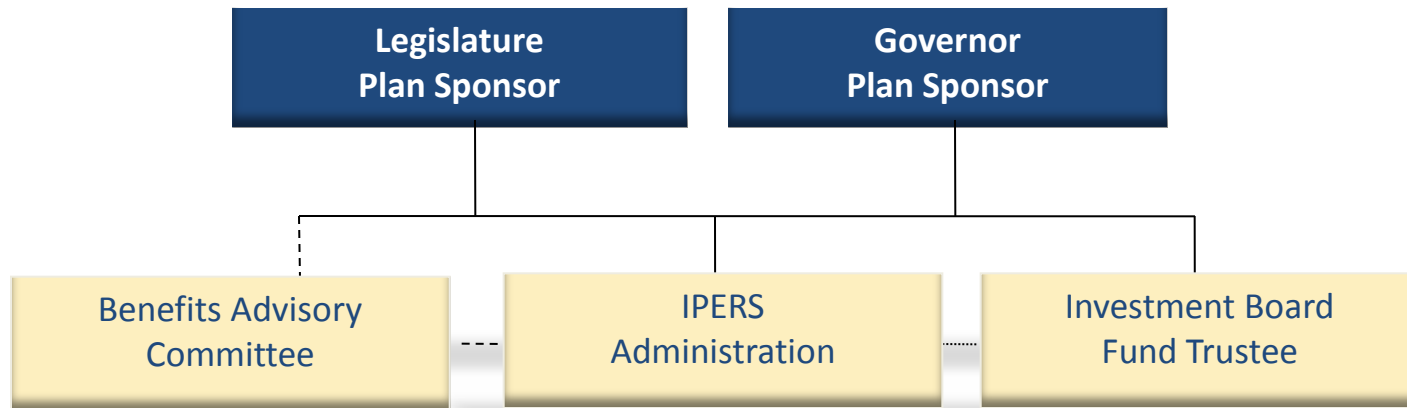 Legislature
Plan Sponsor
Governor
Plan Sponsor
Benefits Advisory
Committee
IPERS
Administration
Investment Board
Fund Trustee